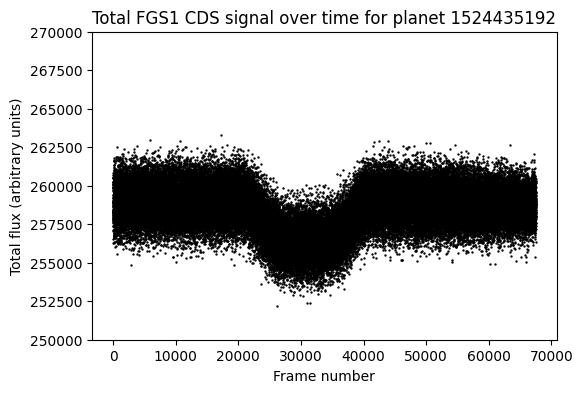 Total FGS1 CDS signal over time for planet 1524435192
270000
267500
265000
262500
260000
257500
255000
252500
250000
Total flux (arbitrary units)
0 10000 20000 30000 40000 50000 60000 70000
Frame number